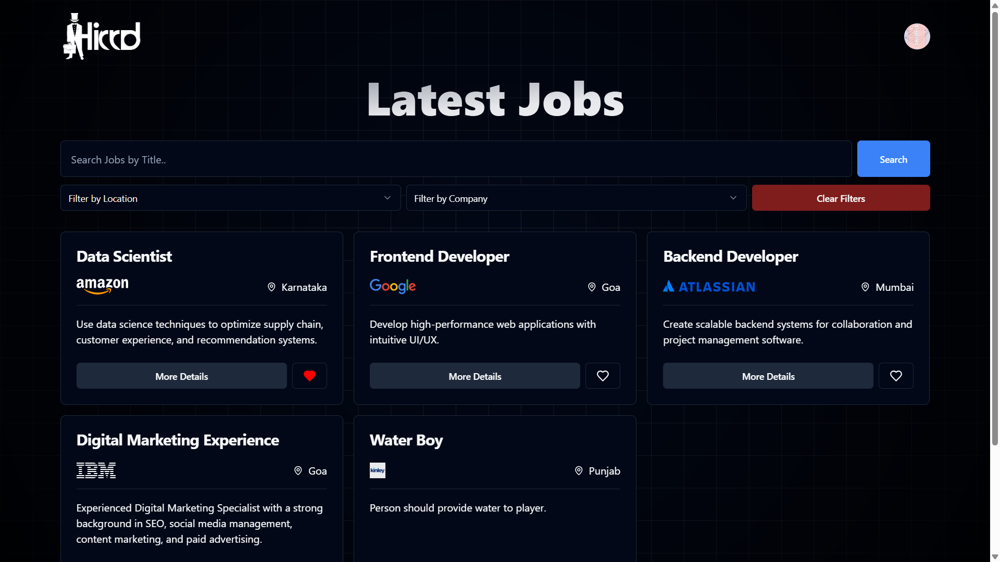 Hirrd
Latest Jobs
Search Jobs by Title..
Search
Filter by Location
Filter by Company
Clear Filters
Data Scientist
amazon
Karnataka
Use data science techniques to optimize supply chain,
customer experience, and recommendation systems.
More Details
Frontend Developer
Google
Goa
Develop high-performance web applications with
intuitive UI/UX.
More Details
Backend Developer
ATLASSIAN
Mumbai
Create scalable backend systems for collaboration and
project management software.
More Details
Digital Marketing Experience
IBM
Goa
Experienced Digital Marketing Specialist with a strong
background in SEO, social media management,
content marketing, and paid advertising.
Water Boy
kinley
Punjab
Person should provide water to player.